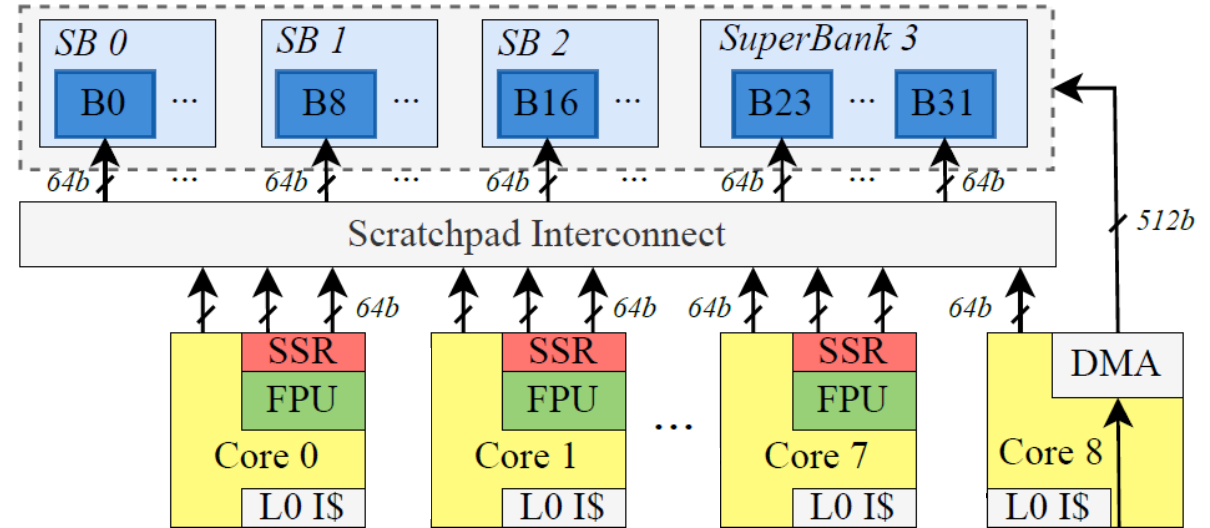 SB 0 SB 1 SB 2 SuperBank 3
B0 ... B8 ... B16 ... B23 ... B31
64b ... 64b ... 64b ... 64b ... 64b
512b
Scratchpad Interconnect
64b 64b 64b 64b
SSR SSR SSR DMA
FPU FPU ... FPU
Core 0 Core 1 Core 7 Core 8
L0 I$ L0 I$ L0 I$ L0 I$